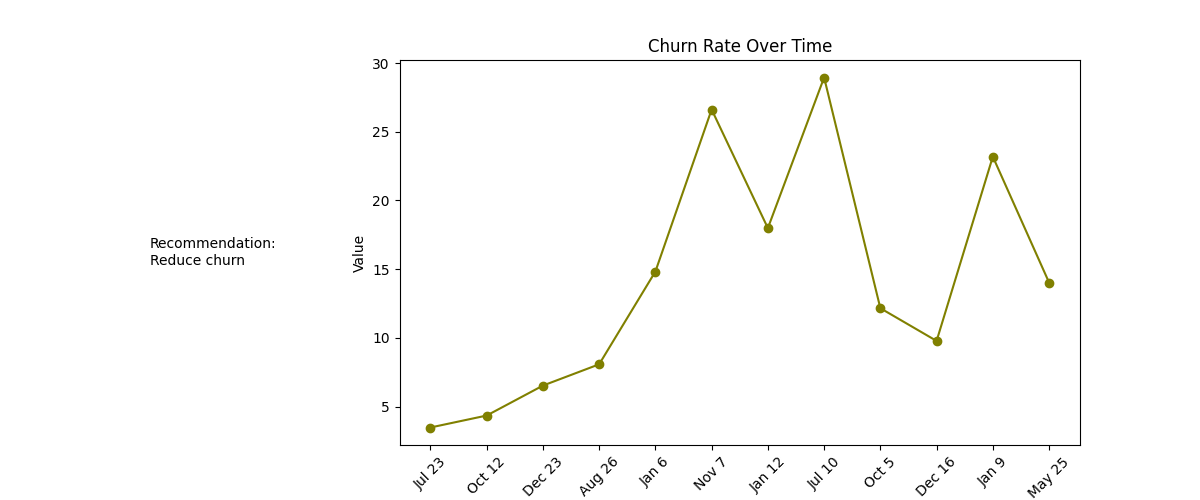 Churn Rate Over Time
Recommendation:
Reduce churn
Value
30
25
20
15
10
5
Jul 23
Oct 12
Dec 23
Aug 26
Jan 6
Nov 7
Jan 12
Jul 10
Oct 5
Dec 16
Jan 9
May 25